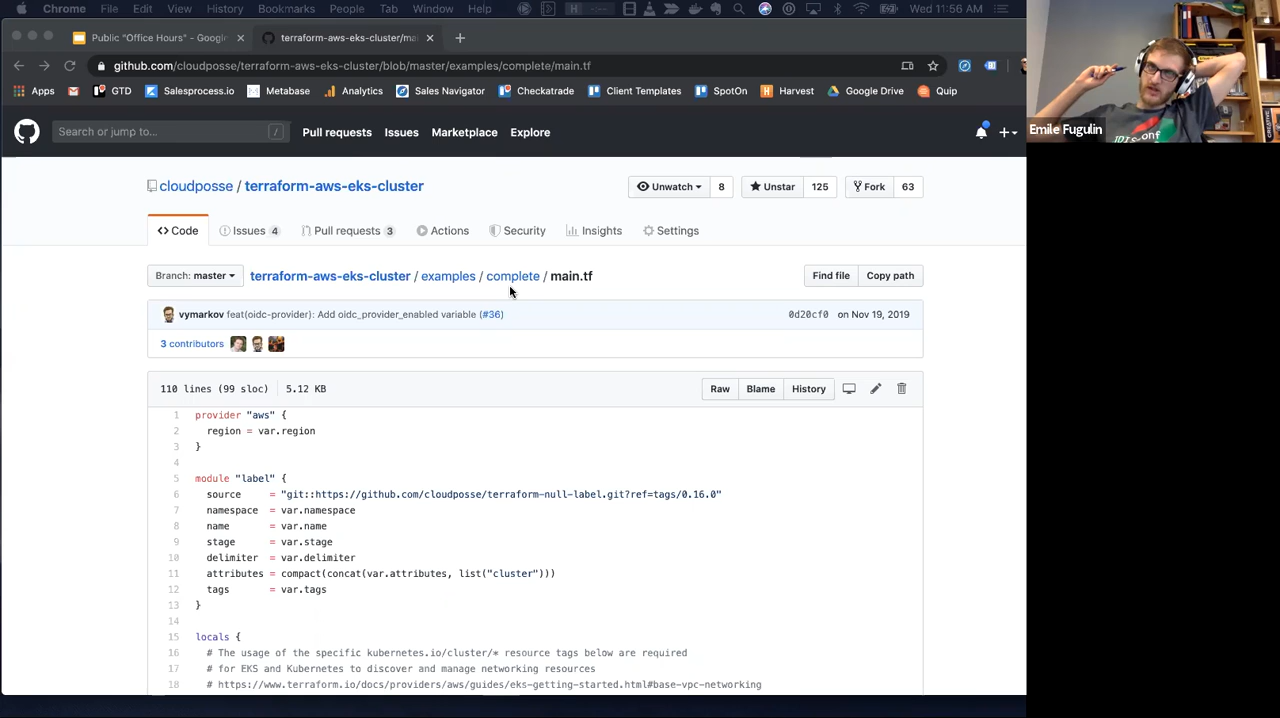 Chrome File Edit View History Bookmarks People Tab Window Help Wed 11:56 AM
Public "Office Hours" - Google
terraform-aws-eks-cluster/ma
github.com/cloudposse/terraform-aws-eks-cluster/blob/master/examples/complete/main.tf
Apps GTD Salesprocess.io Metabase Analytics Sales Navigator Checkatrade Client Templates SpotOn Harvest Google Drive Quip
Emile Fugulin
Search or jump to... / Pull requests Issues Marketplace Explore
cloudposse / terraform-aws-eks-cluster Unwatch 8 Unstar 125 Fork 63
<> Code Issues 4 Pull requests 3 Actions Security Insights Settings
Branch: master terraform-aws-eks-cluster / examples / complete / main.tf Find file Copy path
vymarkov feat(oidc-provider): Add oidc_provider_enabled variable (#36) 0d20cf0 on Nov 19, 2019
3 contributors
110 lines (99 sloc) 5.12 KB Raw Blame History
1 provider "aws" {
2 region = var.region
3 }
4
5 module "label" {
6 source = "git::https://github.com/cloudposse/terraform-null-label.git?ref=tags/0.16.0"
7 namespace = var.namespace
8 name = var.name
9 stage = var.stage
10 delimiter = var.delimiter
11 attributes = compact(concat(var.attributes, list("cluster")))
12 tags = var.tags
13 }
14
15 locals {
16 # The usage of the specific kubernetes.io/cluster/* resource tags below are required
17 # for EKS and Kubernetes to discover and manage networking resources
18 # https://www.terraform.io/docs/providers/aws/guides/eks-getting-started.html#base-vpc-networking